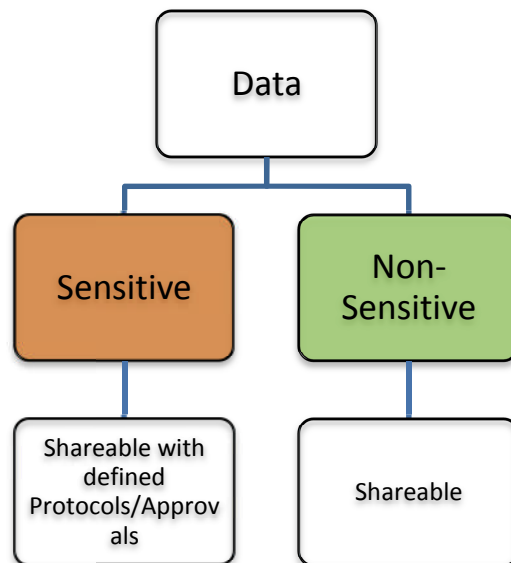 Data
Sensitive
Non-
Sensitive
Shareable with
defined
Protocols/Approv
als
Shareable